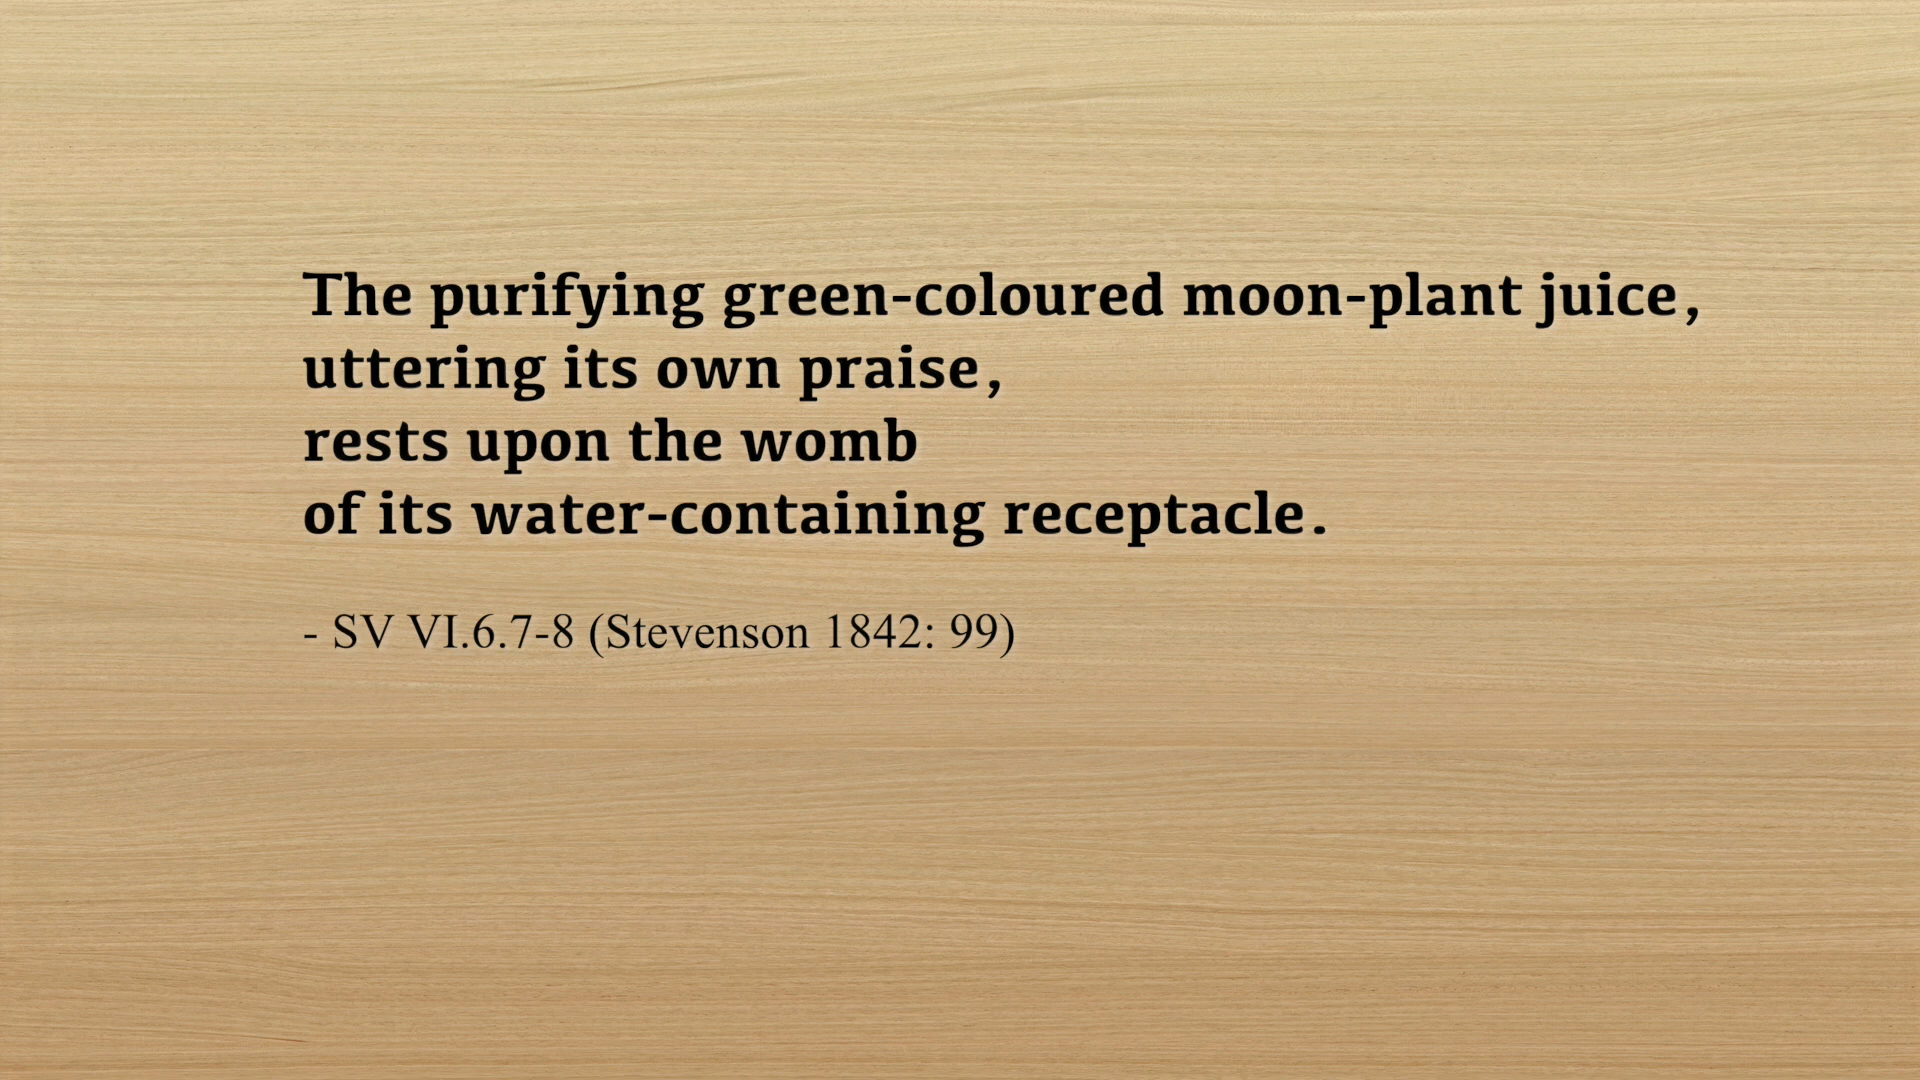 The purifying green-coloured moon-plant juice,
uttering its own praise,
rests upon the womb
of its water-containing receptacle.
- SV VI.6.7-8 (Stevenson 1842: 99)